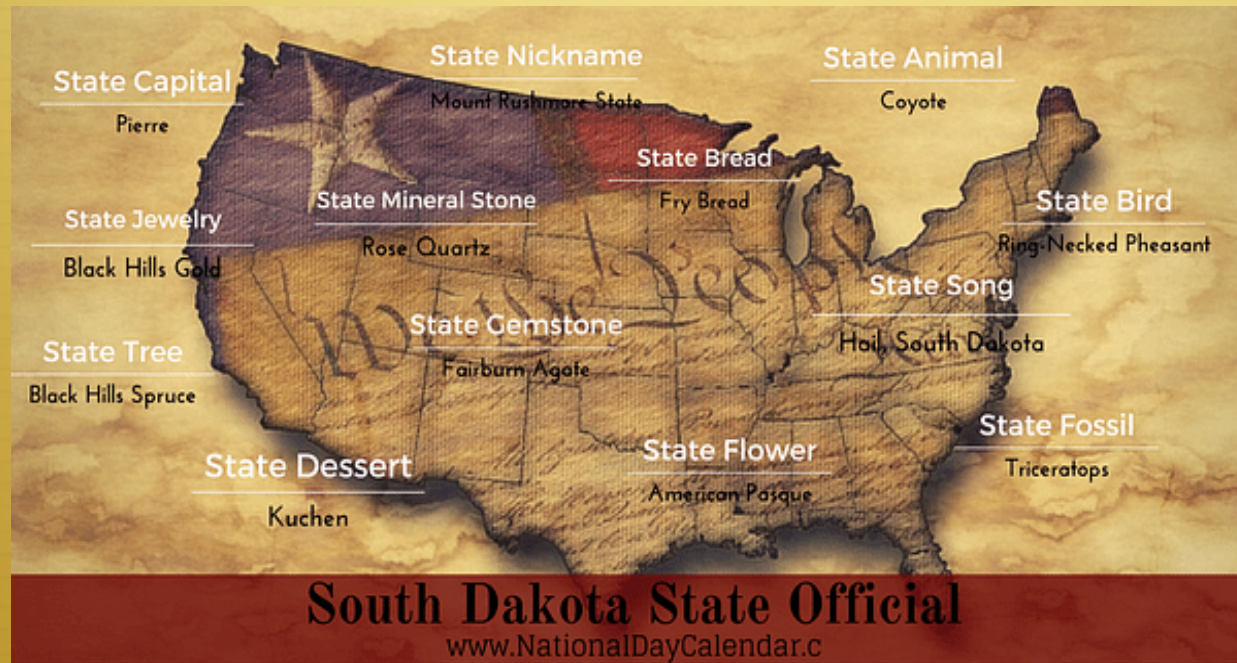 State Capital
Pierre
State Nickname
Mount Rushmore State
State Animal
Coyote
State Bread
Fry Bread
State Jewelry
Black Hills Gold
State Mineral Stone
Rose Quartz
State Bird
Ring-Necked Pheasant
State Song
Hail, South Dakota
State Gemstone
Fairburn Agate
State Tree
Black Hills Spruce
State Dessert
Kuchen
State Flower
American Pasque
State Fossil
Triceratops
We the People
South Dakota State Official
www.NationalDayCalendar.c